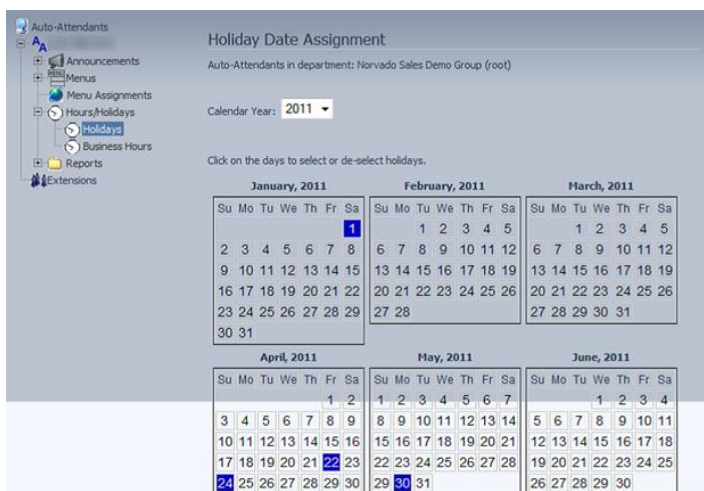 Auto-Attendants
Announcements
Menus
Menu Assignments
Hours/Holidays
Holidays
Business Hours
Reports
Extensions
Holiday Date Assignment
Auto-Attendants in department: Norvado Sales Demo Group (root)
Calendar Year: 2011
Click on the days to select or de-select holidays.
January, 2011 February, 2011 March, 2011
Su Mo Tu We Th Fr Sa Su Mo Tu We Th Fr Sa Su Mo Tu We Th Fr Sa
1 1 2 3 4 5 1 2 3 4 5
2 3 4 5 6 7 8 6 7 8 9 10 11 12 6 7 8 9 10 11 12
9 10 11 12 13 14 15 13 14 15 16 17 18 19 13 14 15 16 17 18 19
16 17 18 19 20 21 22 20 21 22 23 24 25 26 20 21 22 23 24 25 26
23 24 25 26 27 28 29 27 28 27 28 29 30 31
30 31
April, 2011 May, 2011 June, 2011
Su Mo Tu We Th Fr Sa Su Mo Tu We Th Fr Sa Su Mo Tu We Th Fr Sa
1 2 1 2 3 4 5 6 7 1 2 3 4
3 4 5 6 7 8 9 8 9 10 11 12 13 14 5 6 7 8 9 10 11
10 11 12 13 14 15 16 15 16 17 18 19 20 21 12 13 14 15 16 17 18
17 18 19 20 21 22 23 22 23 24 25 26 27 28 19 20 21 22 23 24 25
24 25 26 27 28 29 30 29 30 31 26 27 28 29 30